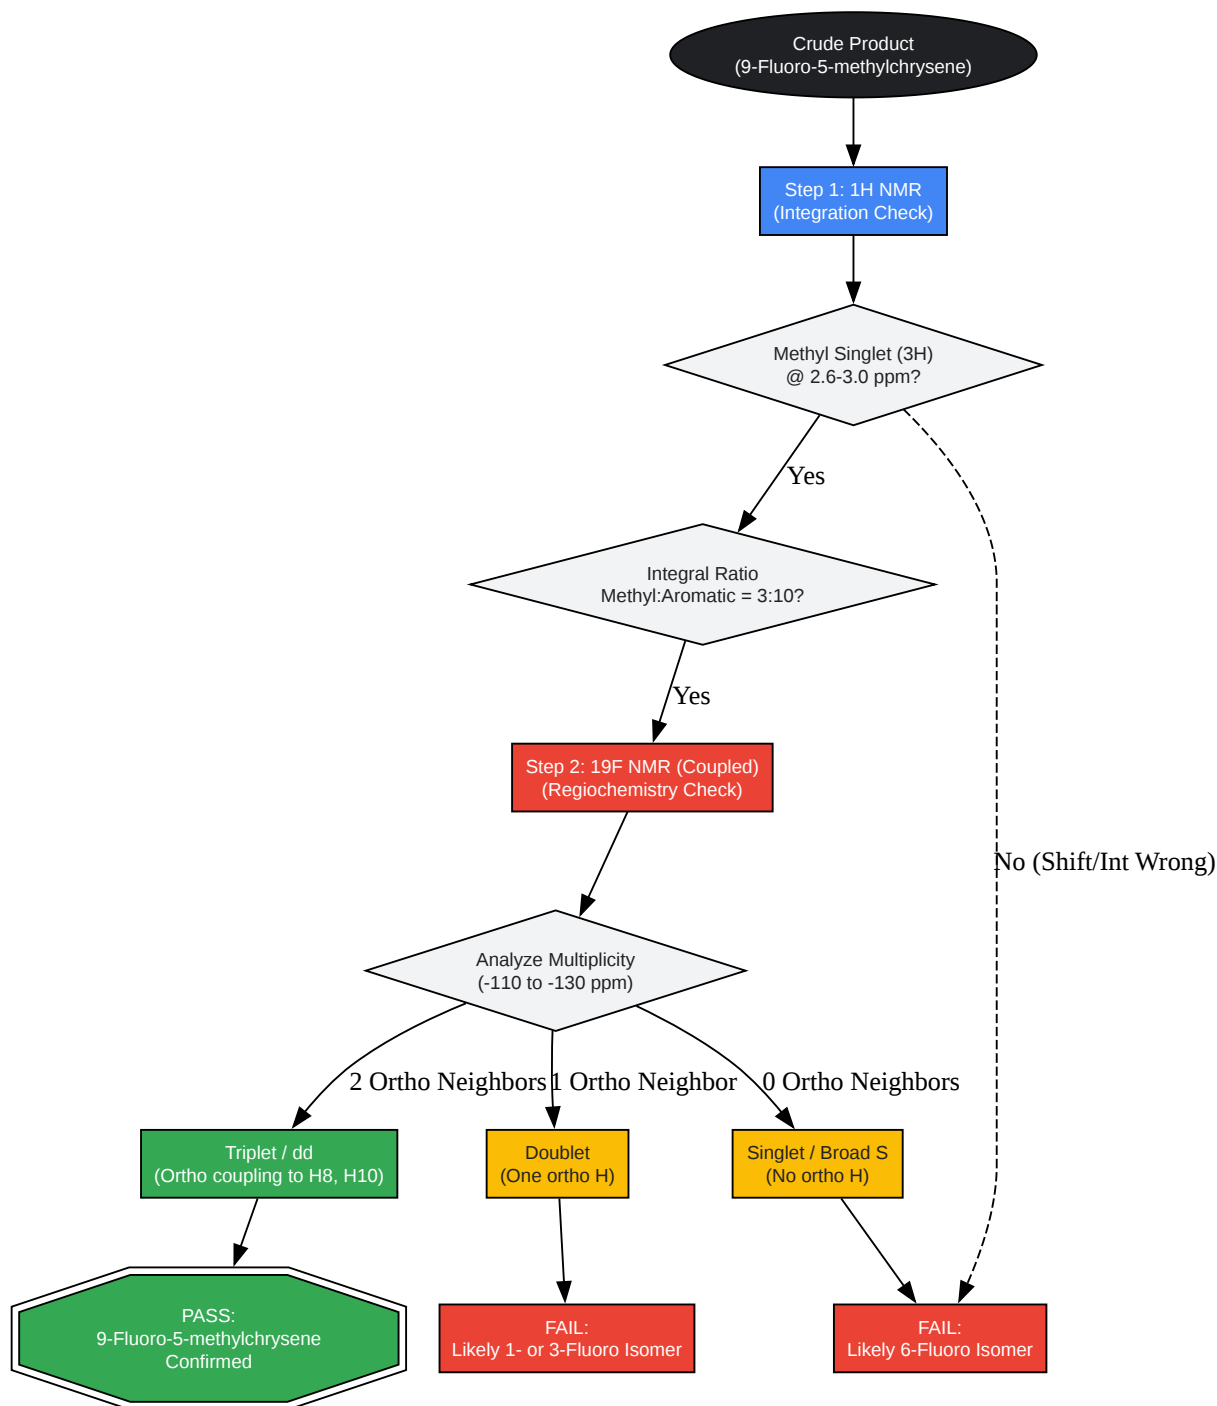 Crude Product
(9-Fluoro-5-methylchrysene)
Step 1: 1H NMR
(Integration Check)
Methyl Singlet (3H)
@ 2.6-3.0 ppm?
Yes
Integral Ratio
Methyl:Aromatic = 3:10?
Yes
Step 2: 19F NMR (Coupled)
(Regiochemistry Check)
No (Shift/Int Wrong)
Analyze Multiplicity
(-110 to -130 ppm)
2 Ortho Neighbors
1 Ortho Neighbor
0 Ortho Neighbors
Triplet / dd
(Ortho coupling to H8, H10)
Doublet
(One ortho H)
Singlet / Broad S
(No ortho H)
PASS:
9-Fluoro-5-methylchrysene
Confirmed
FAIL:
Likely 1- or 3-Fluoro Isomer
FAIL:
Likely 6-Fluoro Isomer